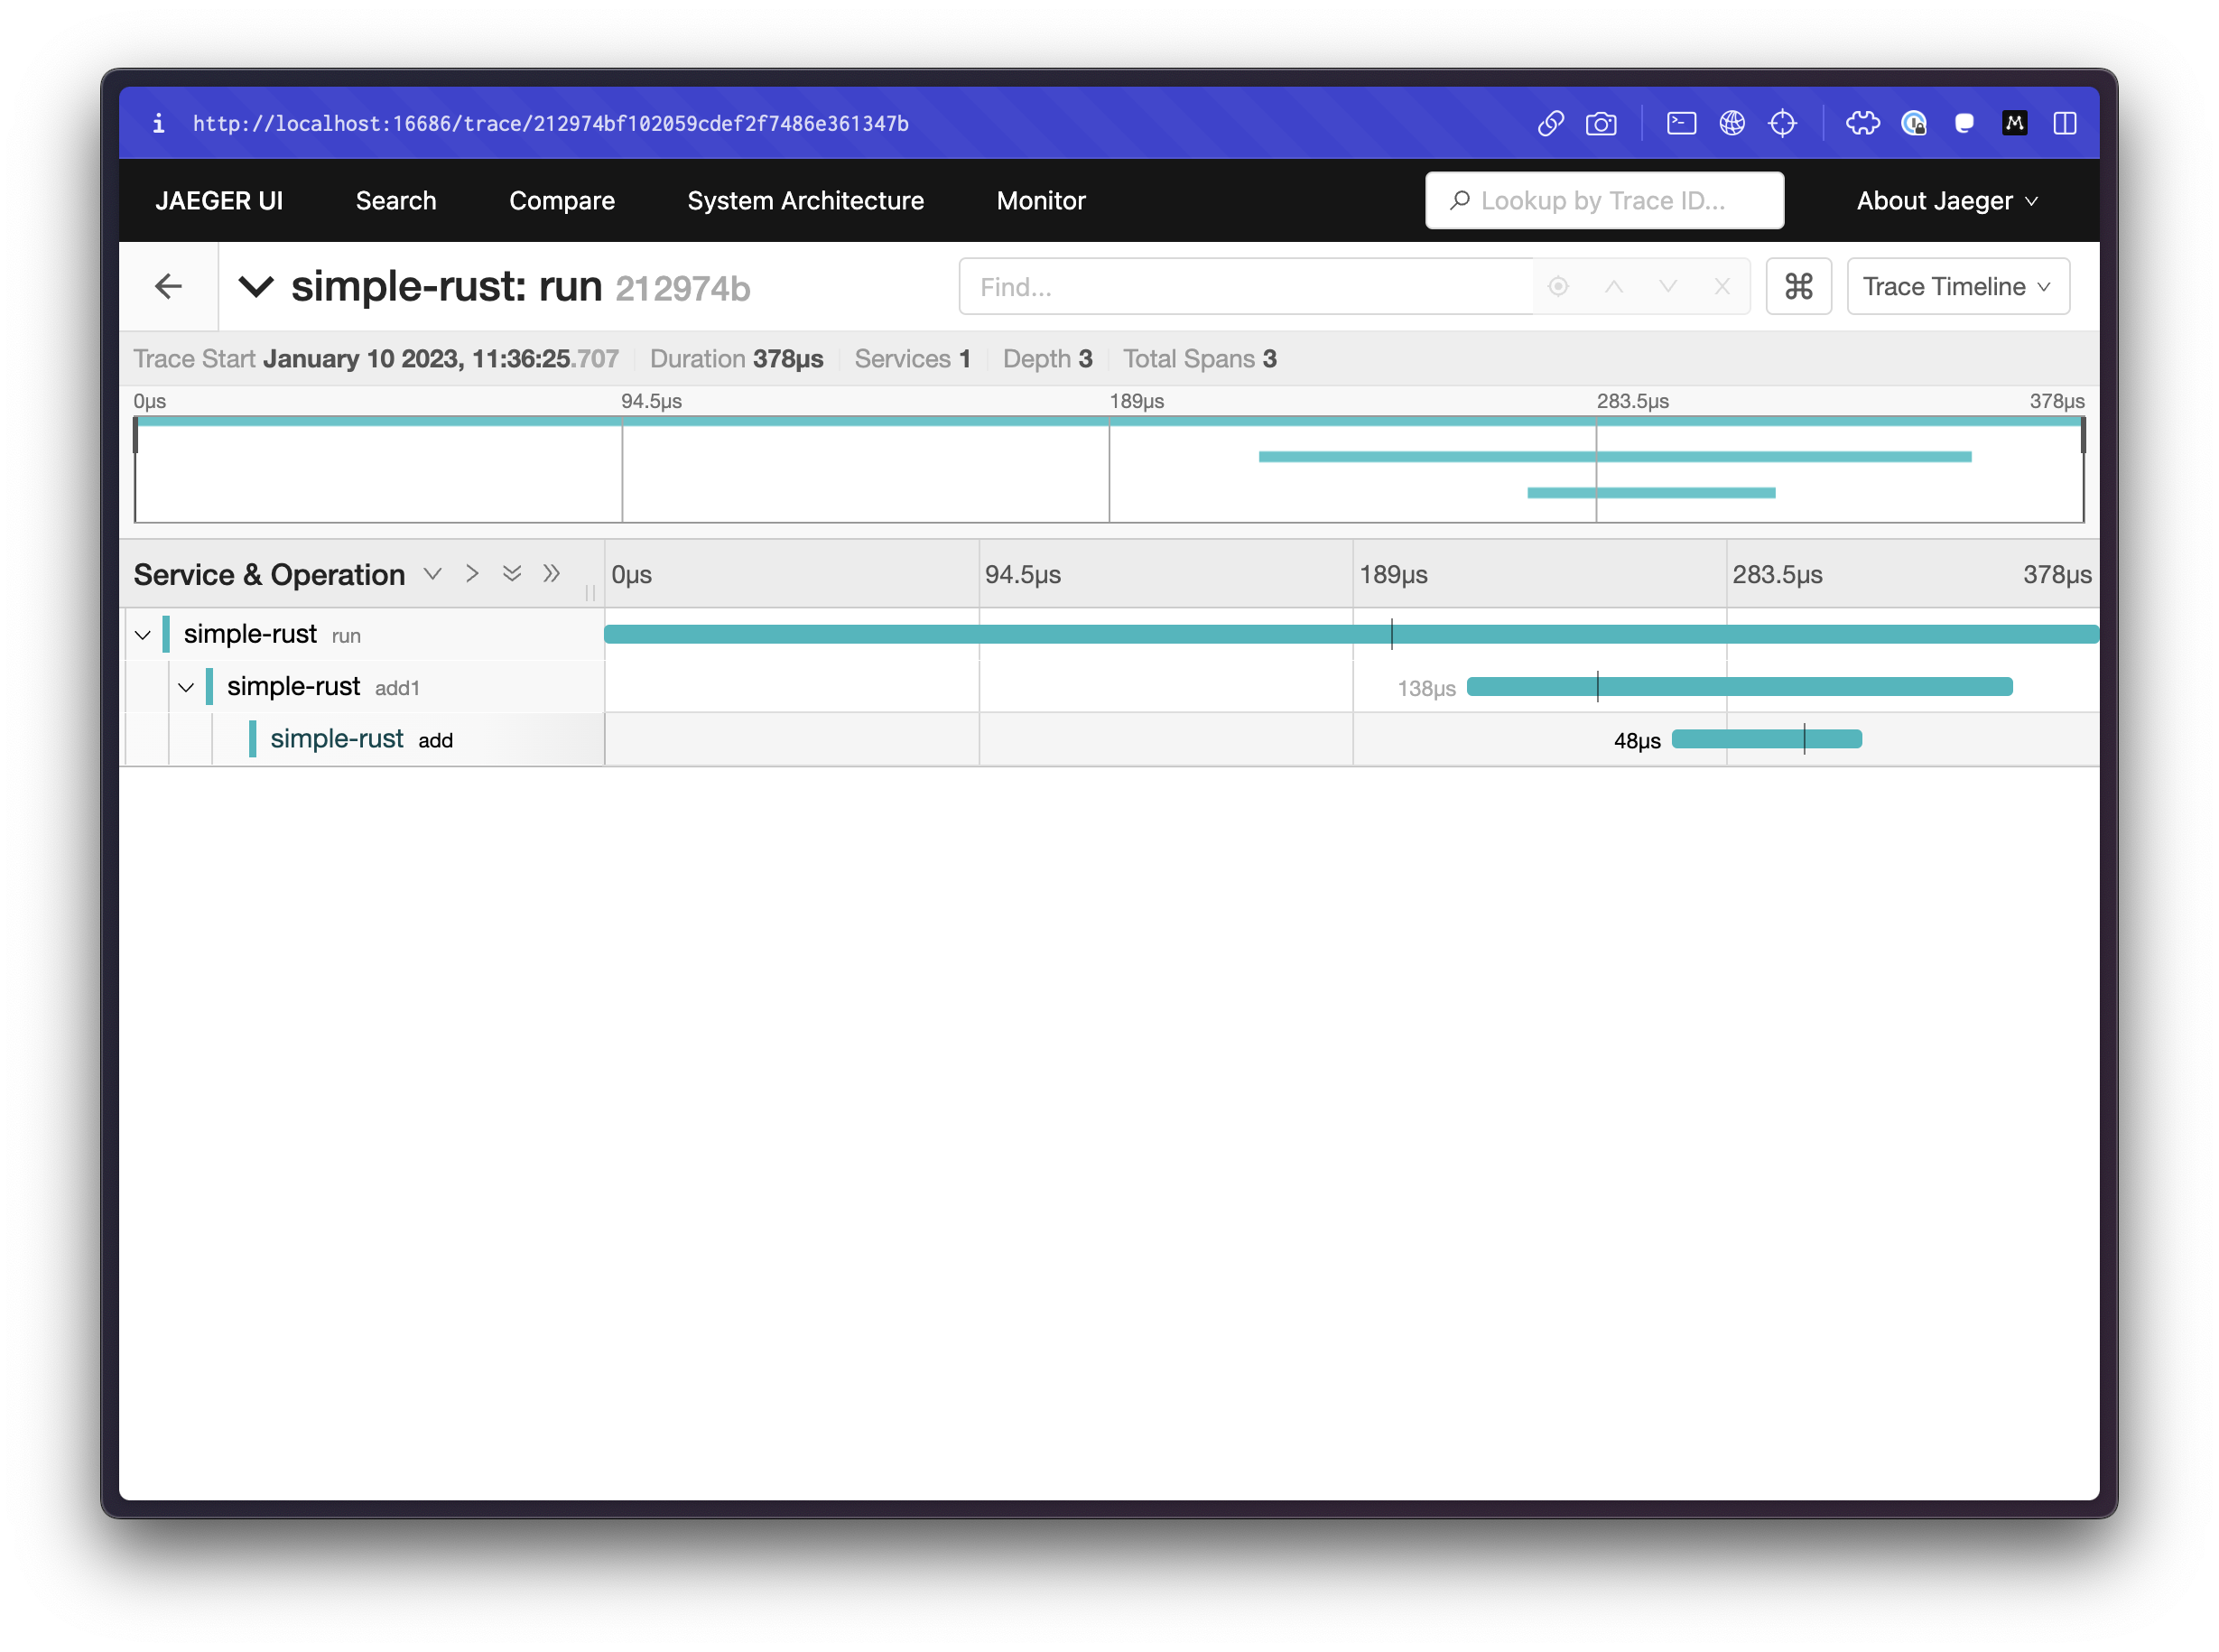 http://localhost:16686/trace/212974bf102059cdef2f7486e361347b
JAEGER UI Search Compare System Architecture Monitor Lookup by Trace ID... About Jaeger
simple-rust: run 212974b Find... Trace Timeline
Trace Start January 10 2023, 11:36:25.707 Duration 378μs Services 1 Depth 3 Total Spans 3
0μs 94.5μs 189μs 283.5μs 378μs
Service & Operation 0μs 94.5μs 189μs 283.5μs 378μs
simple-rust run
simple-rust add1 138μs
simple-rust add 48μs